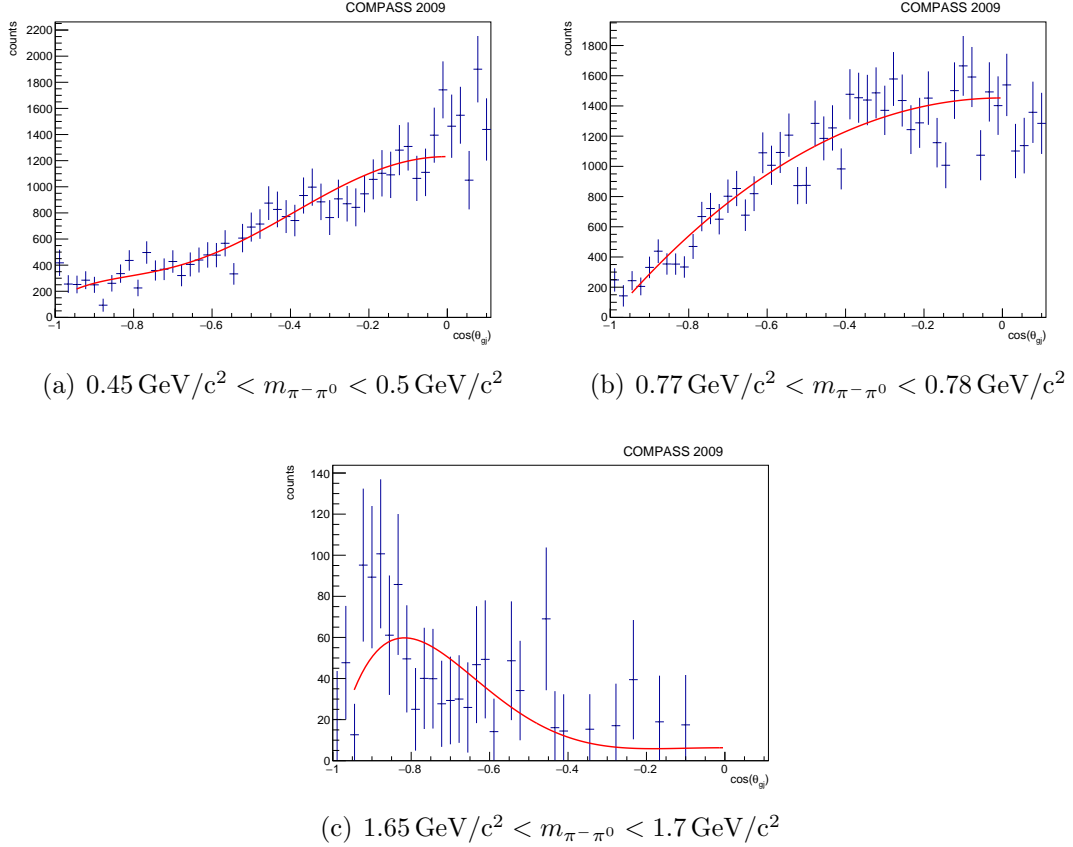 COMPASS 2009
counts
2200
2000
1800
1600
1400
1200
1000
800
600
400
200
0
−1 −0.8 −0.6 −0.4 −0.2 0
cos(θgj)
(a) 0.45 GeV/c² < mπ⁻π⁰ < 0.5 GeV/c²
COMPASS 2009
counts
1800
1600
1400
1200
1000
800
600
400
200
0
−1 −0.8 −0.6 −0.4 −0.2 0
cos(θgj)
(b) 0.77 GeV/c² < mπ⁻π⁰ < 0.78 GeV/c²
COMPASS 2009
counts
140
120
100
80
60
40
20
0
−1 −0.8 −0.6 −0.4 −0.2 0
cos(θgj)
(c) 1.65 GeV/c² < mπ⁻π⁰ < 1.7 GeV/c²